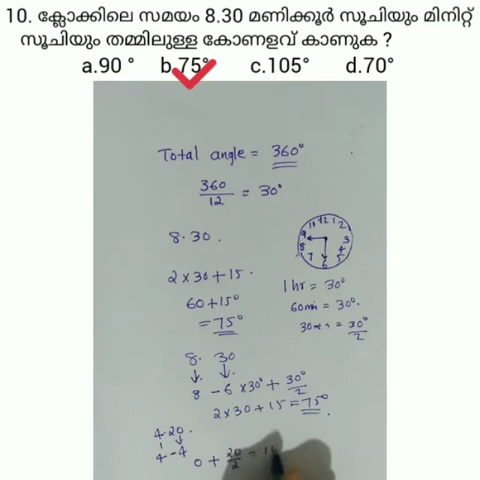 10. ക്ലോക്കിലെ സമയം 8.30 മണിക്കൂർ സൂചിയും മിനിറ്റ്
സൂചിയും തമ്മിലുള്ള കോണളവ് കാണുക ?
a.90 ° b.75° c.105° d.70°
Total angle = 360°
360/12 = 30°
8.30.
2 x 30 + 15.
60 + 15°
= 75°
1 hr = 30°
60 min = 30°.
30 min = 30°/2
8. 30
8 - 6 x 30° + 30°/2
2 x 30 + 15 = 75°
4.20.
4 - 4
0 + 20/2 =